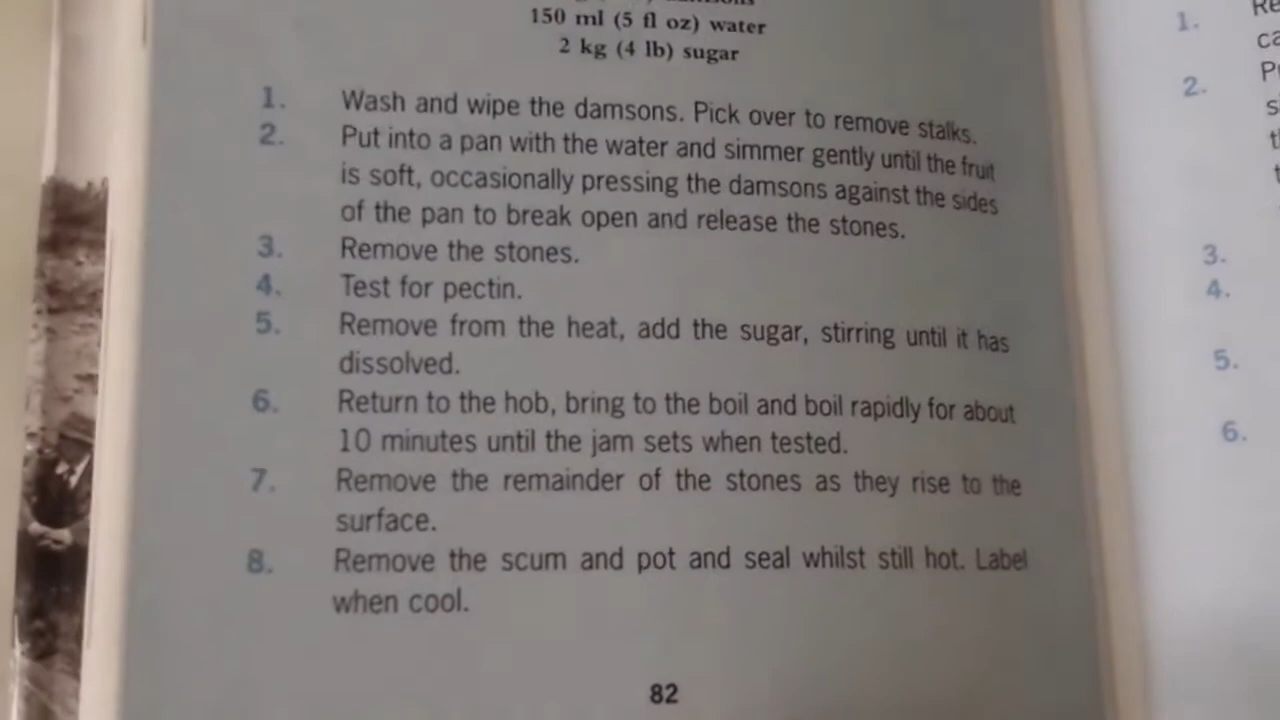 150 ml (5 fl oz) water
2 kg (4 lb) sugar
1. Wash and wipe the damsons. Pick over to remove stalks.
2. Put into a pan with the water and simmer gently until the fruit
is soft, occasionally pressing the damsons against the sides
of the pan to break open and release the stones.
3. Remove the stones.
4. Test for pectin.
5. Remove from the heat, add the sugar, stirring until it has
dissolved.
6. Return to the hob, bring to the boil and boil rapidly for about
10 minutes until the jam sets when tested.
7. Remove the remainder of the stones as they rise to the
surface.
8. Remove the scum and pot and seal whilst still hot. Label
when cool.
82
1.
2.
3.
4.
5.
6.